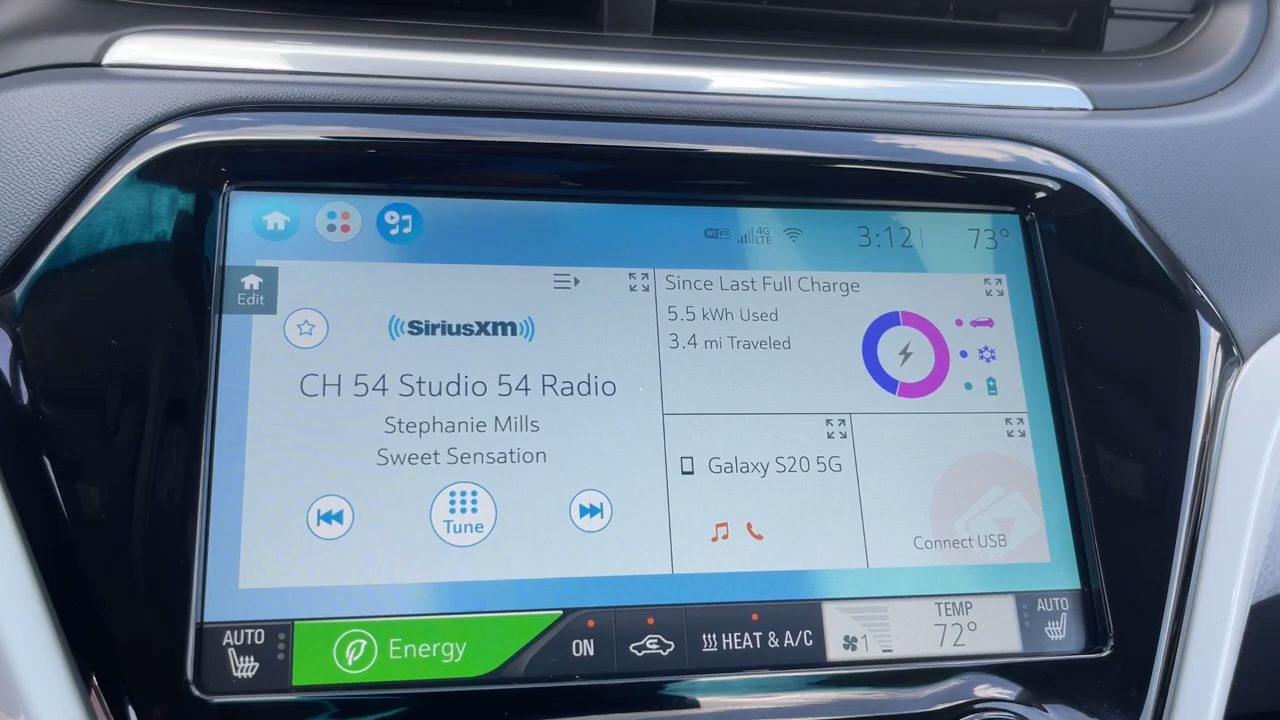 WiFi 4G LTE 3:12 73°
Edit
SiriusXM
CH 54 Studio 54 Radio
Stephanie Mills
Sweet Sensation
Tune
Since Last Full Charge
5.5 kWh Used
3.4 mi Traveled
Galaxy S20 5G
Connect USB
AUTO
Energy
ON
HEAT & A/C
1
TEMP
72°
AUTO